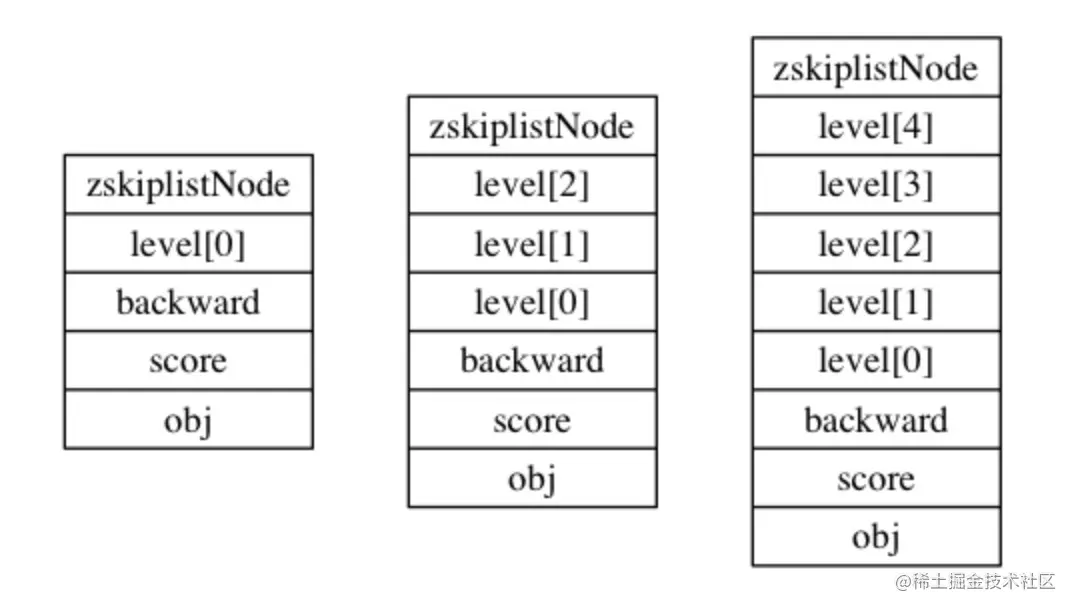 zskiplistNode
level[0]
backward
score
obj
zskiplistNode
level[2]
level[1]
level[0]
backward
score
obj
zskiplistNode
level[4]
level[3]
level[2]
level[1]
level[0]
backward
score
obj
@稀土掘金技术社区